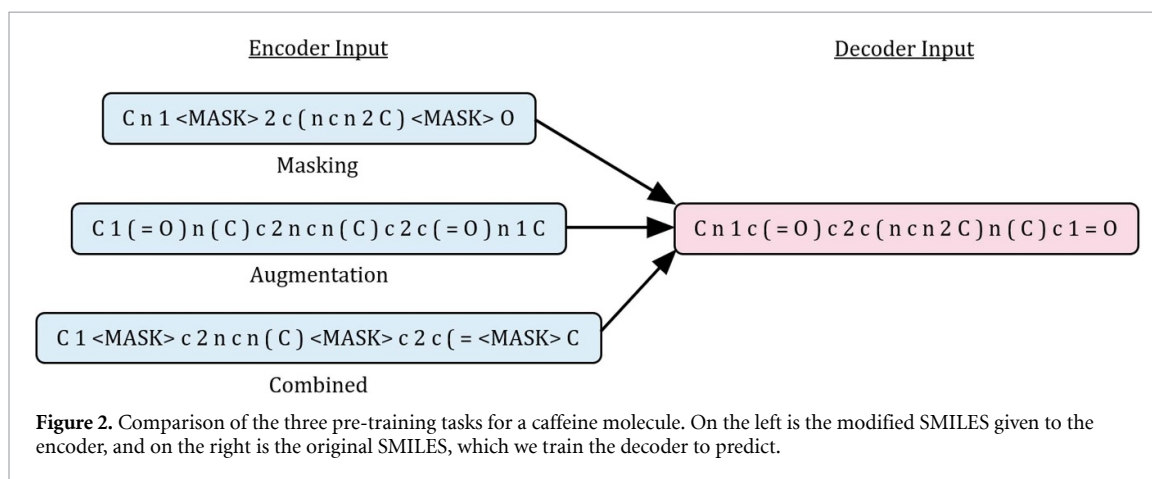 Encoder Input
Decoder Input
C n 1 <MASK> 2 c ( n c n 2 C ) <MASK> O
Masking
C 1 ( = O ) n ( C ) c 2 n c n ( C ) c 2 c ( = O ) n 1 C
C n 1 c ( = O ) c 2 c ( n c n 2 C ) n ( C ) c 1 = O
Augmentation
C 1 <MASK> c 2 n c n ( C ) <MASK> c 2 c ( = <MASK> C
Combined
Figure 2. Comparison of the three pre-training tasks for a caffeine molecule. On the left is the modified SMILES given to the
encoder, and on the right is the original SMILES, which we train the decoder to predict.